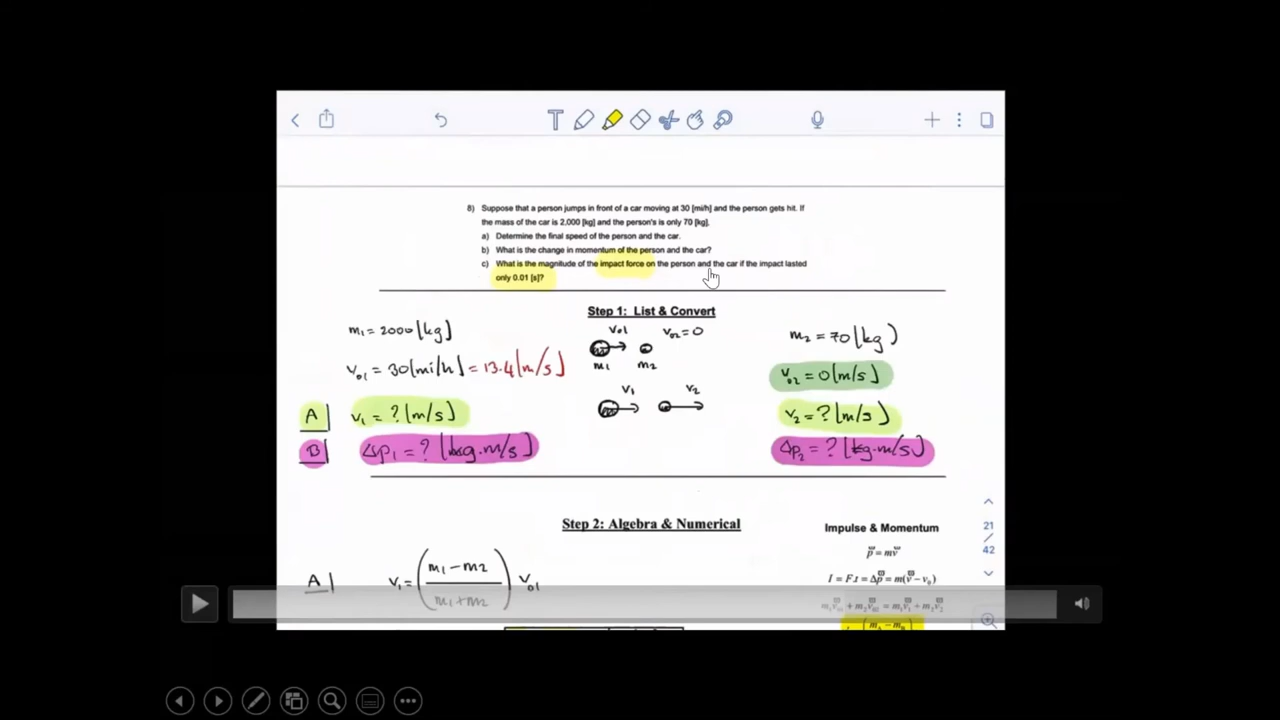 8) Suppose that a person jumps in front of a car moving at 30 [mi/h] and the person gets hit. If
the mass of the car is 2,000 [kg] and the person's is only 70 [kg],
a) Determine the final speed of the person and the car.
b) What is the change in momentum of the person and the car?
c) What is the magnitude of the impact force on the person and the car if the impact lasted
only 0.01 [s]?
Step 1: List & Convert
m₁ = 2000 [kg]
v₀₁ = 30 [mi/h] = 13.4 [m/s]
A| v₁ = ? [m/s]
B| Δp₁ = ? [kg.m/s]
v₀₁ v₀₂ = 0
m₁ m₂
v₁ v₂
m₂ = 70 [kg]
v₀₂ = 0 [m/s]
v₂ = ? [m/s]
Δp₂ = ? [kg.m/s]
Step 2: Algebra & Numerical
A| v₁ = (m₁ - m₂ / m₁ + m₂) v₀₁
Impulse & Momentum
p = mv
I = F.t = Δp = m(v - v₀)
m₁v₀₁ + m₂v₀₂ = m₁v₁ + m₂v₂
21
/
42